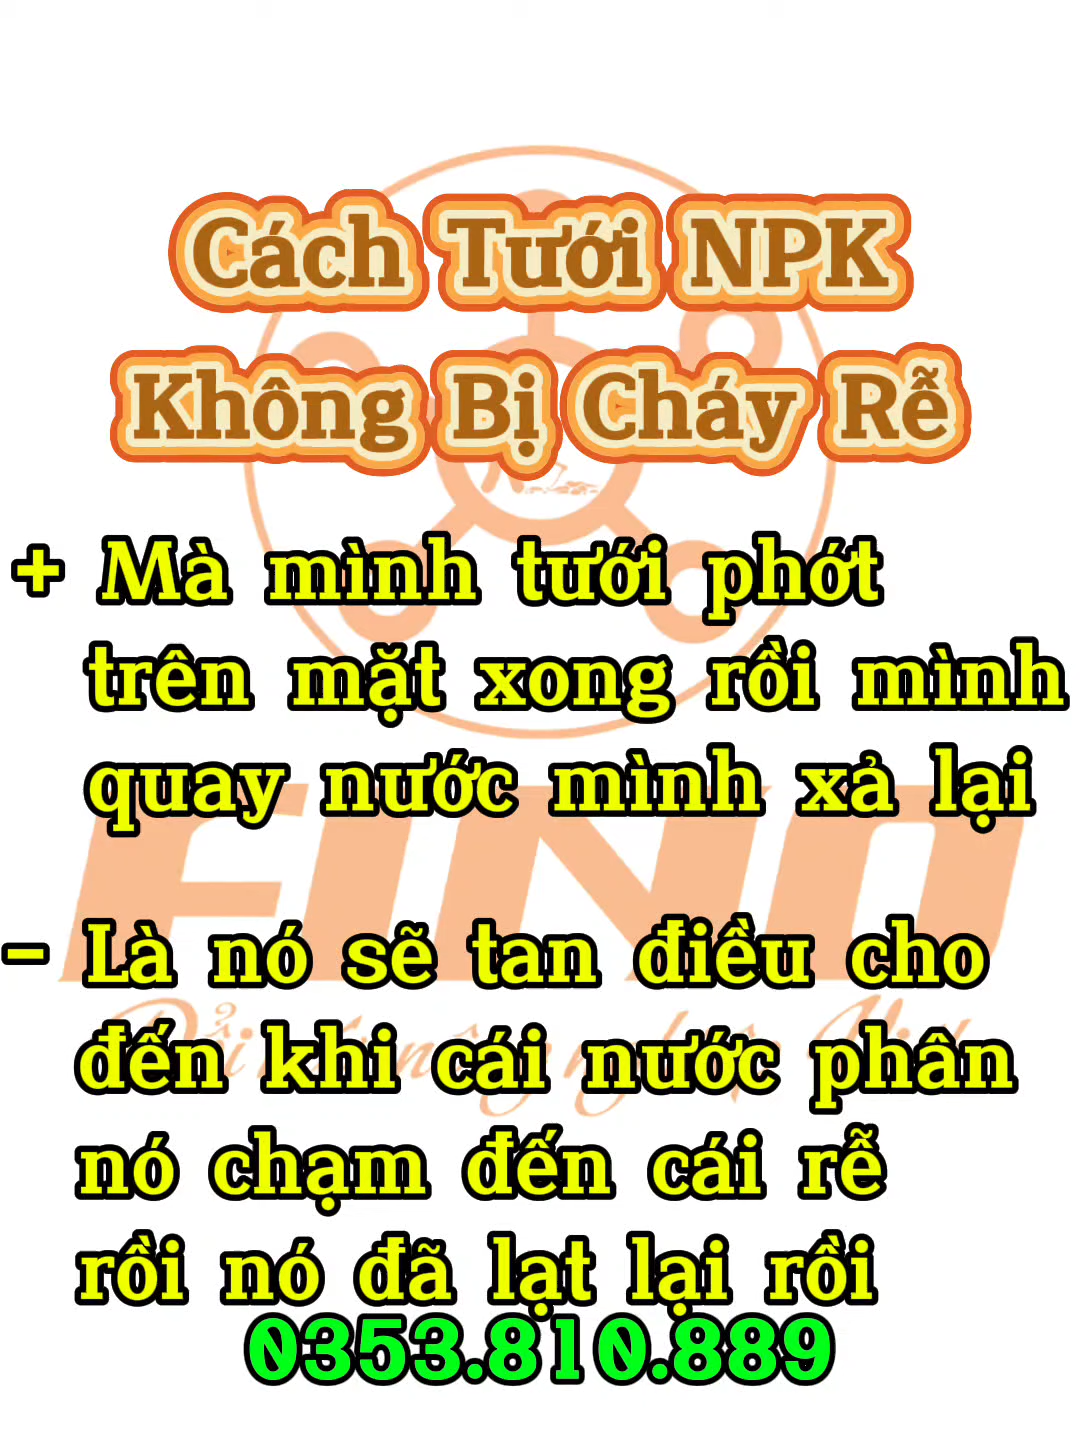 Cách Tưới NPK
Không Bị Cháy Rễ
+ Mà mình tưới phớt
trên mặt xong rồi mình
quay nước mình xả lại
FINO
- Là nó sẽ tan điều cho
đến khi cái nước phân
nó chạm đến cái rễ
rồi nó đã lạt lại rồi
0353.810.889